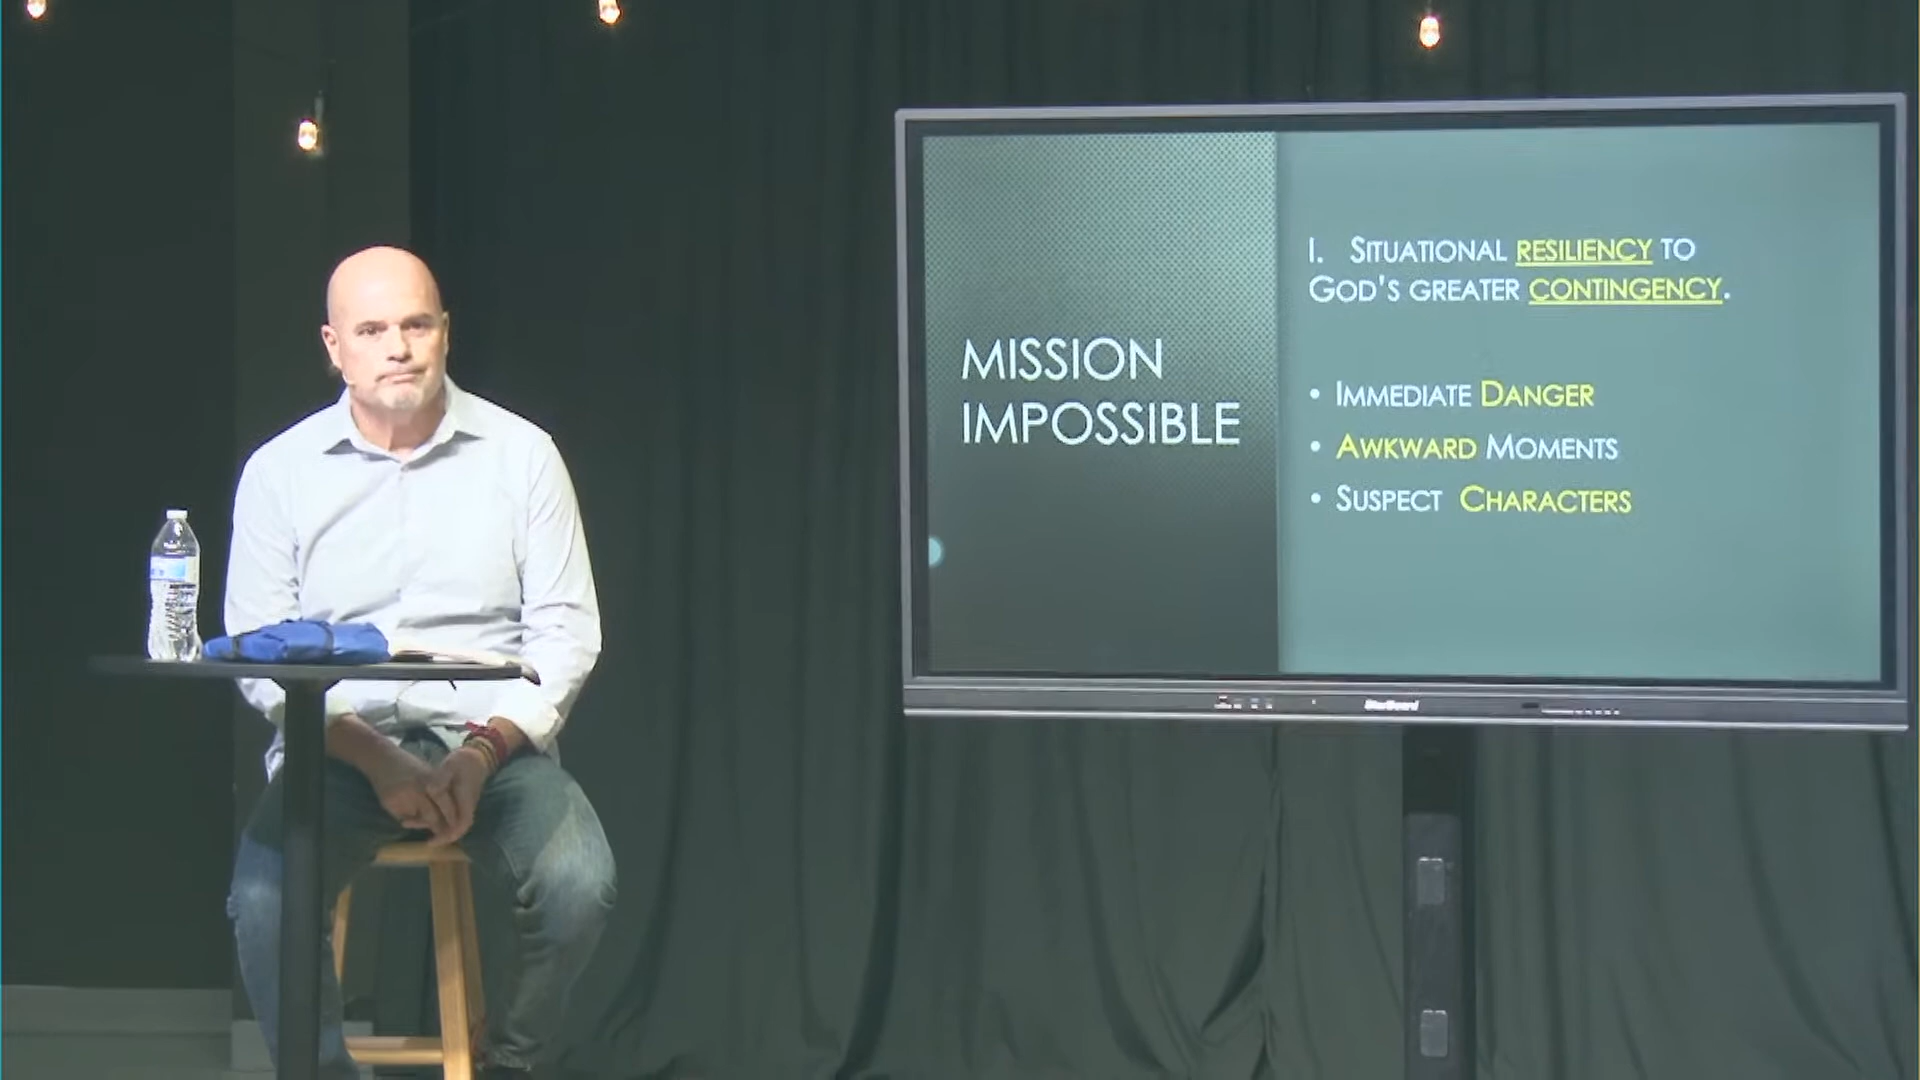 MISSION
IMPOSSIBLE
I. SITUATIONAL RESILIENCY TO
GOD'S GREATER CONTINGENCY.
• IMMEDIATE DANGER
• AWKWARD MOMENTS
• SUSPECT CHARACTERS